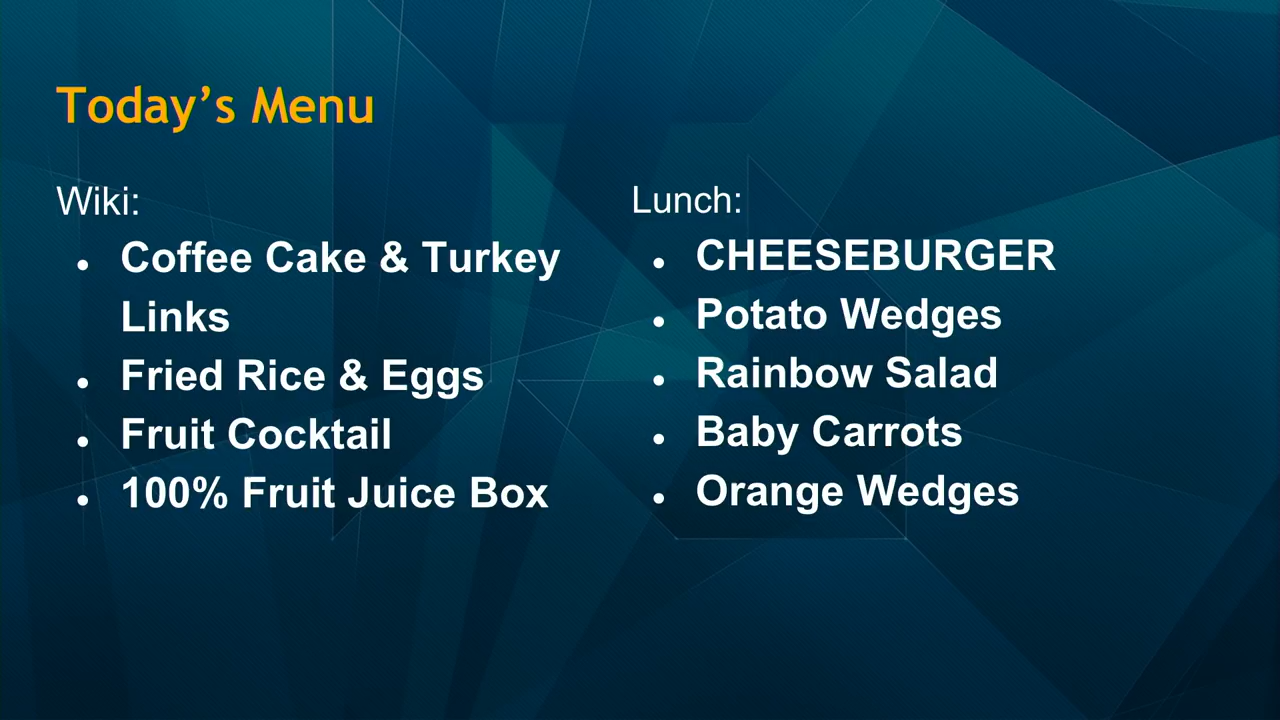 Today’s Menu
Wiki:
• Coffee Cake & Turkey
Links
• Fried Rice & Eggs
• Fruit Cocktail
• 100% Fruit Juice Box
Lunch:
• CHEESEBURGER
• Potato Wedges
• Rainbow Salad
• Baby Carrots
• Orange Wedges